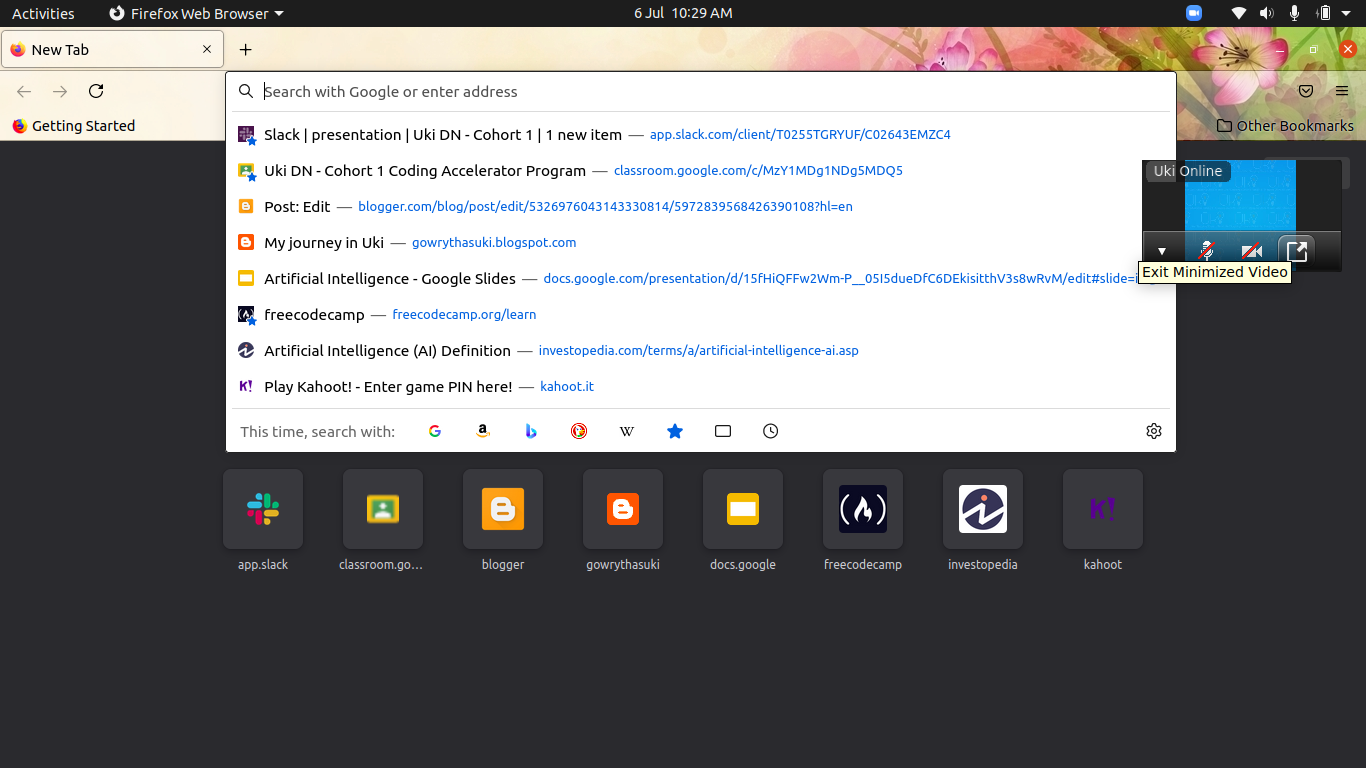 Activities Firefox Web Browser 6 Jul 10:29 AM
New Tab
Search with Google or enter address
Getting Started Other Bookmarks
Slack | presentation | Uki DN - Cohort 1 | 1 new item — app.slack.com/client/T0255TGRYUF/C02643EMZC4
Uki DN - Cohort 1 Coding Accelerator Program — classroom.google.com/c/MzY1MDg1NDg5MDQ5
Uki Online
Post: Edit — blogger.com/blog/post/edit/5326976043143330814/5972839568426390108?hl=en
My journey in Uki — gowrythasuki.blogspot.com
Exit Minimized Video
Artificial Intelligence - Google Slides — docs.google.com/presentation/d/15fHiQFFw2Wm-P__05I5dueDfC6DEkisitthV3s8wRvM/edit#slide=i
freecodecamp — freecodecamp.org/learn
Artificial Intelligence (AI) Definition — investopedia.com/terms/a/artificial-intelligence-ai.asp
K! Play Kahoot! - Enter game PIN here! — kahoot.it
This time, search with: G a b W
K!
app.slack classroom.go... blogger gowrythasuki docs.google freecodecamp investopedia kahoot